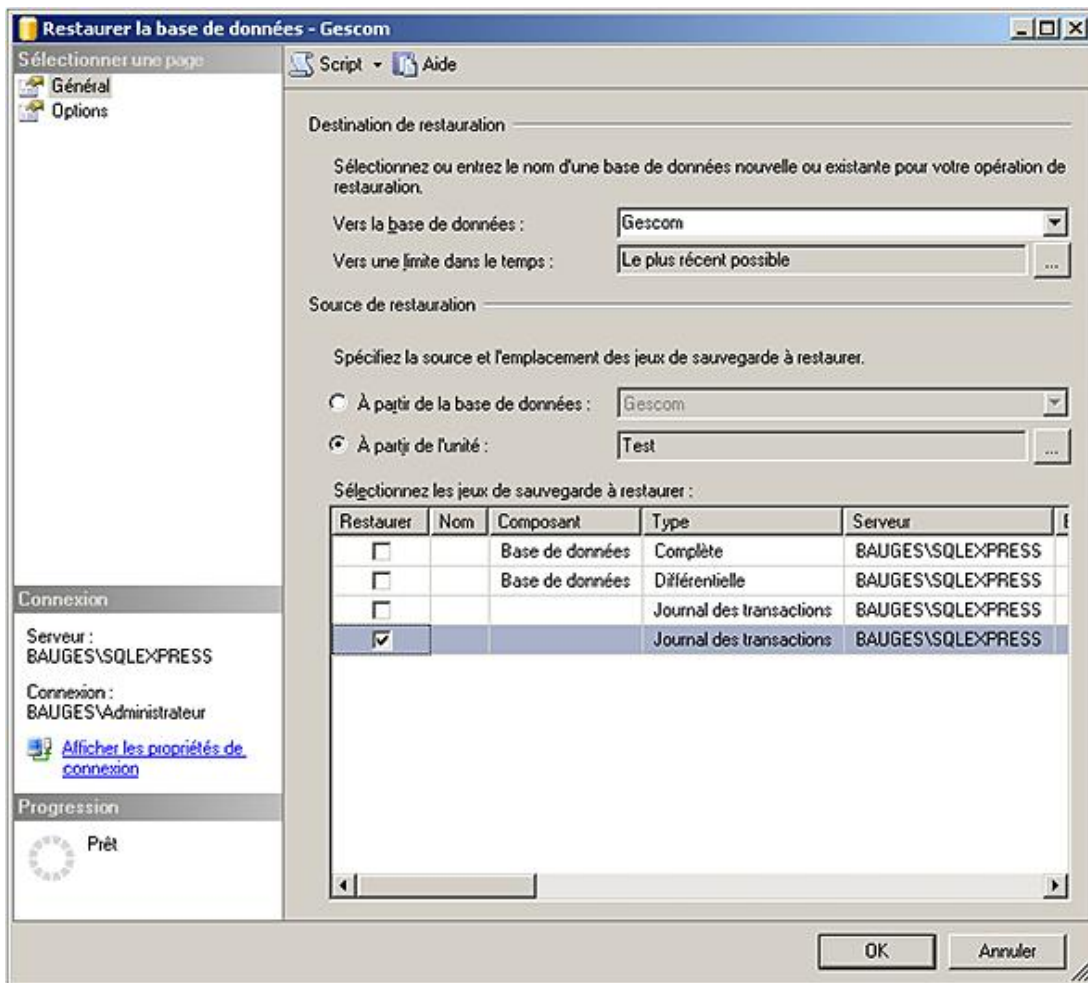 Restaurer la base de données - Gescom
Sélectionner une page
Général
Options
Script
Aide
Destination de restauration
Sélectionnez ou entrez le nom d'une base de données nouvelle ou existante pour votre opération de
restauration.
Vers la base de données :
Gescom
Vers une limite dans le temps :
Le plus récent possible
...
Source de restauration
Spécifiez la source et l'emplacement des jeux de sauvegarde à restaurer.
À partir de la base de données :
Gescom
À partir de l'unité :
Test
...
Sélectionnez les jeux de sauvegarde à restaurer :
Restaurer Nom Composant Type Serveur
Base de données Complète BAUGES\SQLEXPRESS
Base de données Différentielle BAUGES\SQLEXPRESS
Journal des transactions BAUGES\SQLEXPRESS
Journal des transactions BAUGES\SQLEXPRESS
Connexion
Serveur :
BAUGES\SQLEXPRESS
Connexion :
BAUGES\Administrateur
Afficher les propriétés de
connexion
Progression
Prêt
OK
Annuler